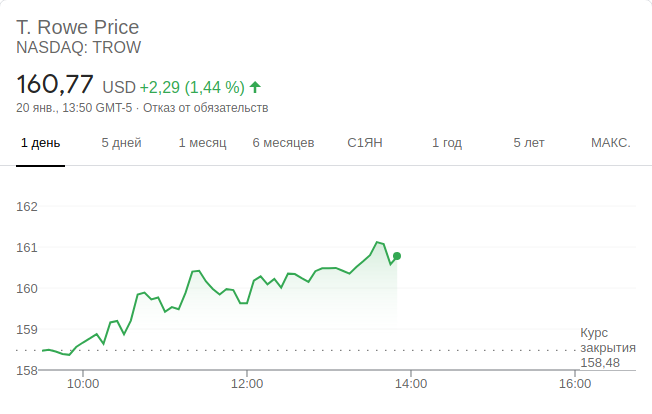 T. Rowe Price
NASDAQ: TROW
160,77 USD +2,29 (1,44 %)
20 янв., 13:50 GMT-5 · Отказ от обязательств
1 день 5 дней 1 месяц 6 месяцев С1ЯН 1 год 5 лет МАКС.
162
161
160
159
Курс
закрытия
158,48
158
10:00 12:00 14:00 16:00